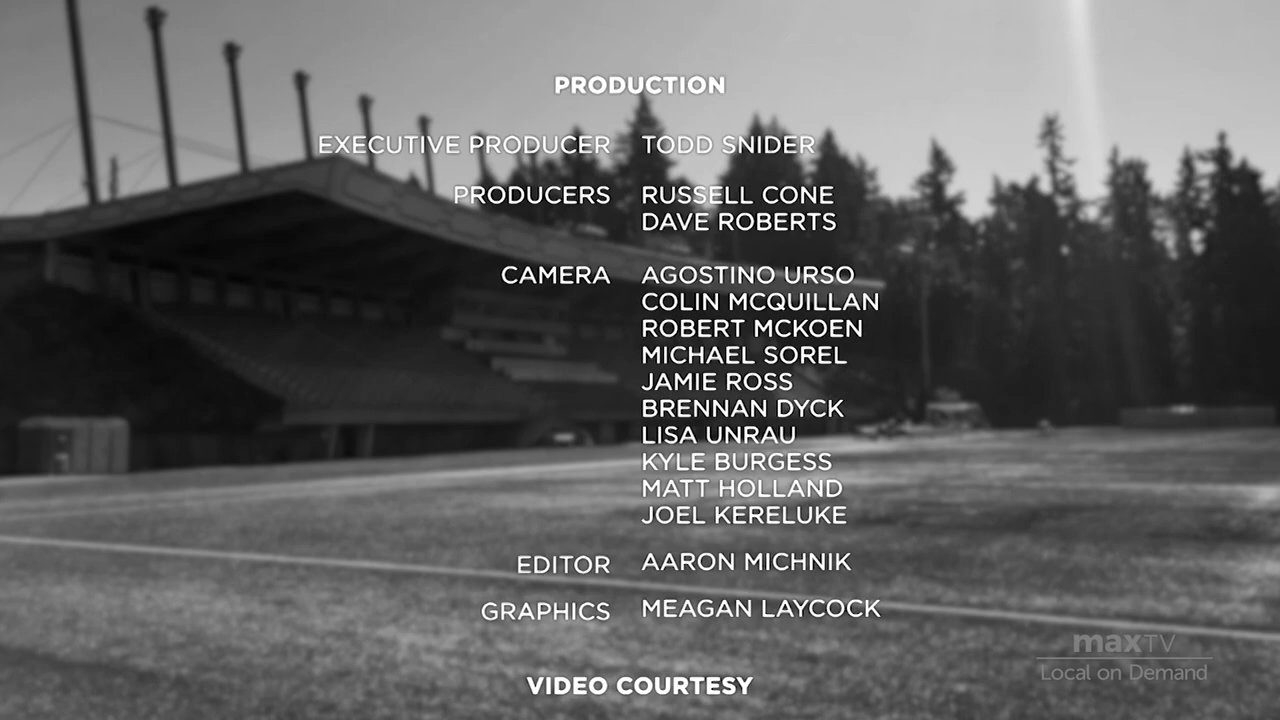 PRODUCTION
EXECUTIVE PRODUCER TODD SNIDER
PRODUCERS RUSSELL CONE
DAVE ROBERTS
CAMERA AGOSTINO URSO
COLIN MCQUILLAN
ROBERT MCKOEN
MICHAEL SOREL
JAMIE ROSS
BRENNAN DYCK
LISA UNRAU
KYLE BURGESS
MATT HOLLAND
JOEL KERELUKE
EDITOR AARON MICHNIK
GRAPHICS MEAGAN LAYCOCK
maxTV
Local on Demand
VIDEO COURTESY